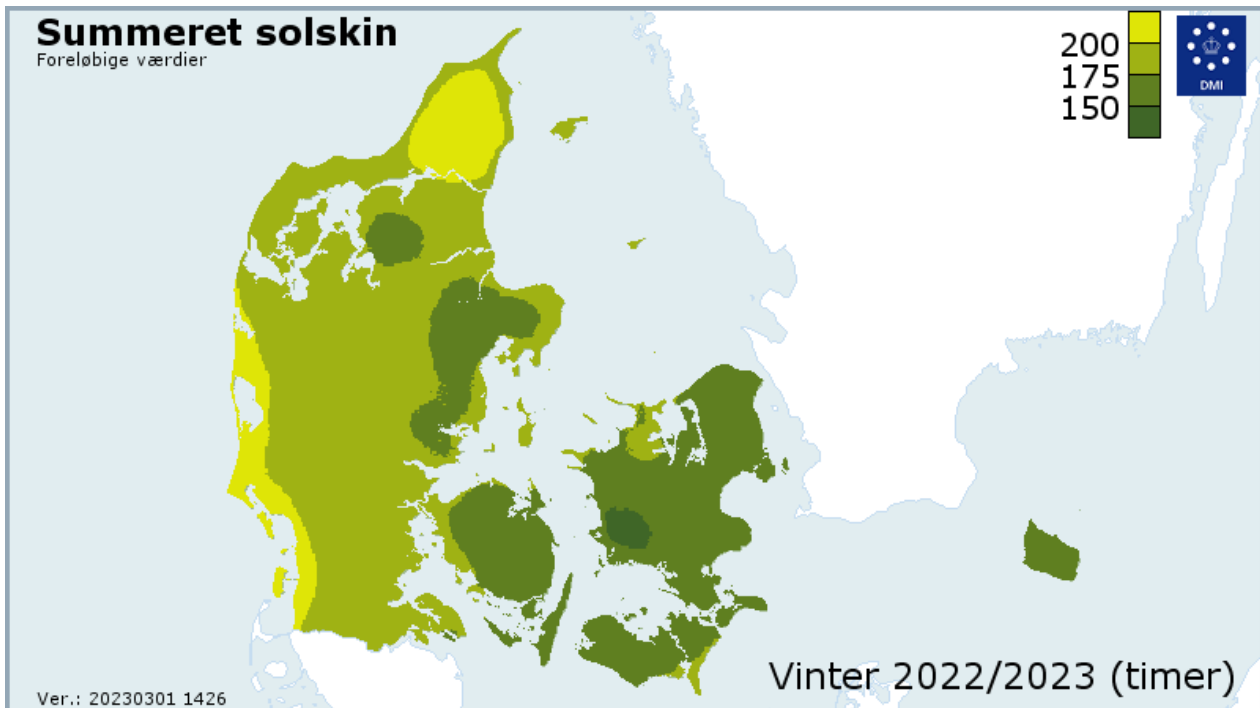 Summeret solskin
Foreløbige værdier
200
175
150
DMI
Vinter 2022/2023 (timer)
Ver.: 20230301 1426